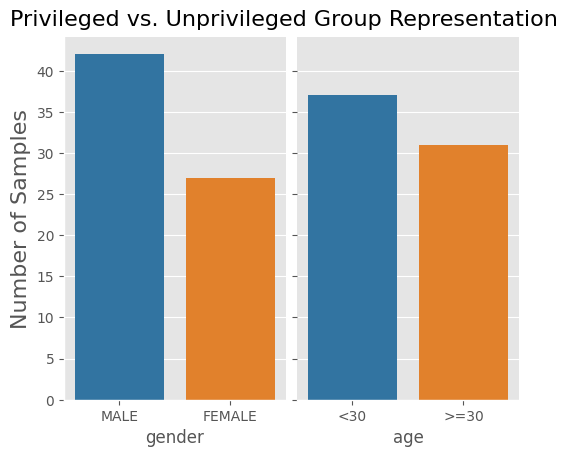 Privileged vs. Unprivileged Group Representation
Number of Samples
40
35
30
25
20
15
10
5
0
MALE FEMALE <30 >=30
gender age